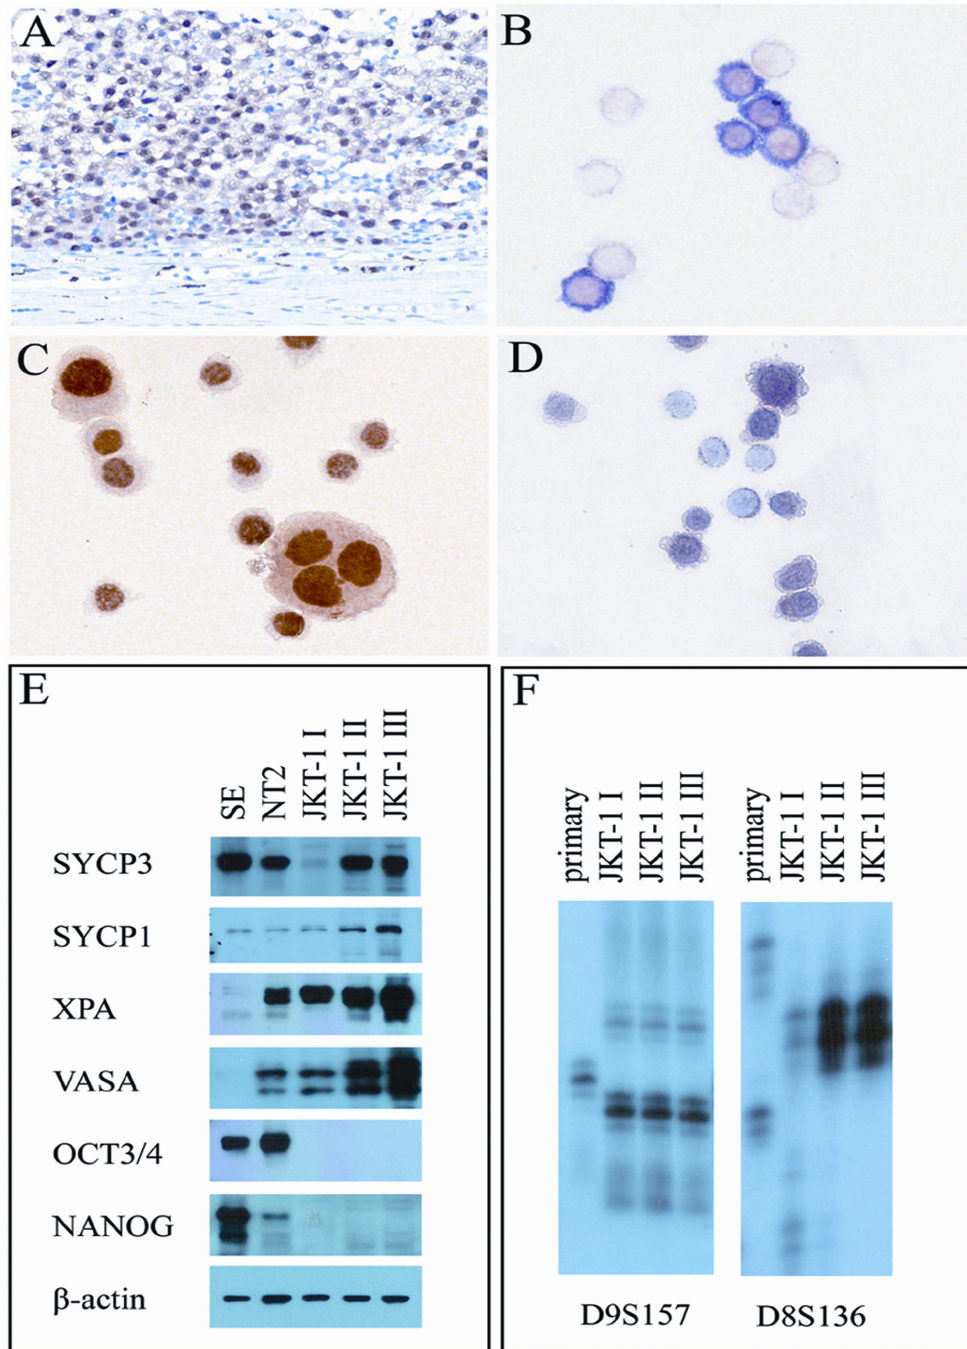 A
B
C
D
E
SE
NT2
JKT-1 I
JKT-1 II
JKT-1 III
SYCP3
SYCP1
XPA
VASA
OCT3/4
NANOG
β-actin
F
primary
JKT-1 I
JKT-1 II
JKT-1 III
primary
JKT-1 I
JKT-1 II
JKT-1 III
D9S157
D8S136